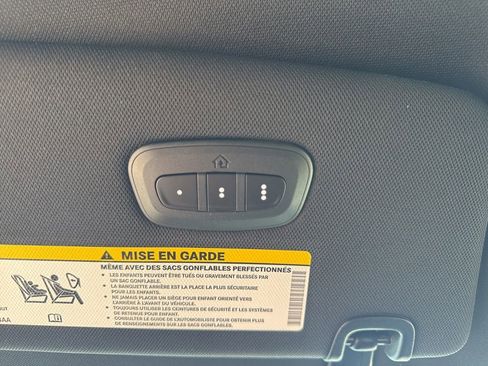 MISE EN GARDE
MÊME AVEC DES SACS GONFLABLES PERFECTIONNÉS
• LES ENFANTS PEUVENT ÊTRE TUÉS OU GRAVEMENT BLESSÉS PAR
UN SAC GONFLABLE.
• LA BANQUETTE ARRIÈRE EST LA PLACE LA PLUS SÉCURITAIRE
POUR LES ENFANTS.
• NE JAMAIS PLACER UN SIÈGE POUR ENFANT ORIENTÉ VERS
L'ARRIÈRE À L'AVANT DU VÉHICULE.
• TOUJOURS UTILISER LES CEINTURES DE SÉCURITÉ ET LES SYSTÈMES
DE RETENUE POUR ENFANTS.
• CONSULTER LE GUIDE DE L'AUTOMOBILISTE POUR OBTENIR PLUS
DE RENSEIGNEMENTS SUR LES SACS GONFLABLES.